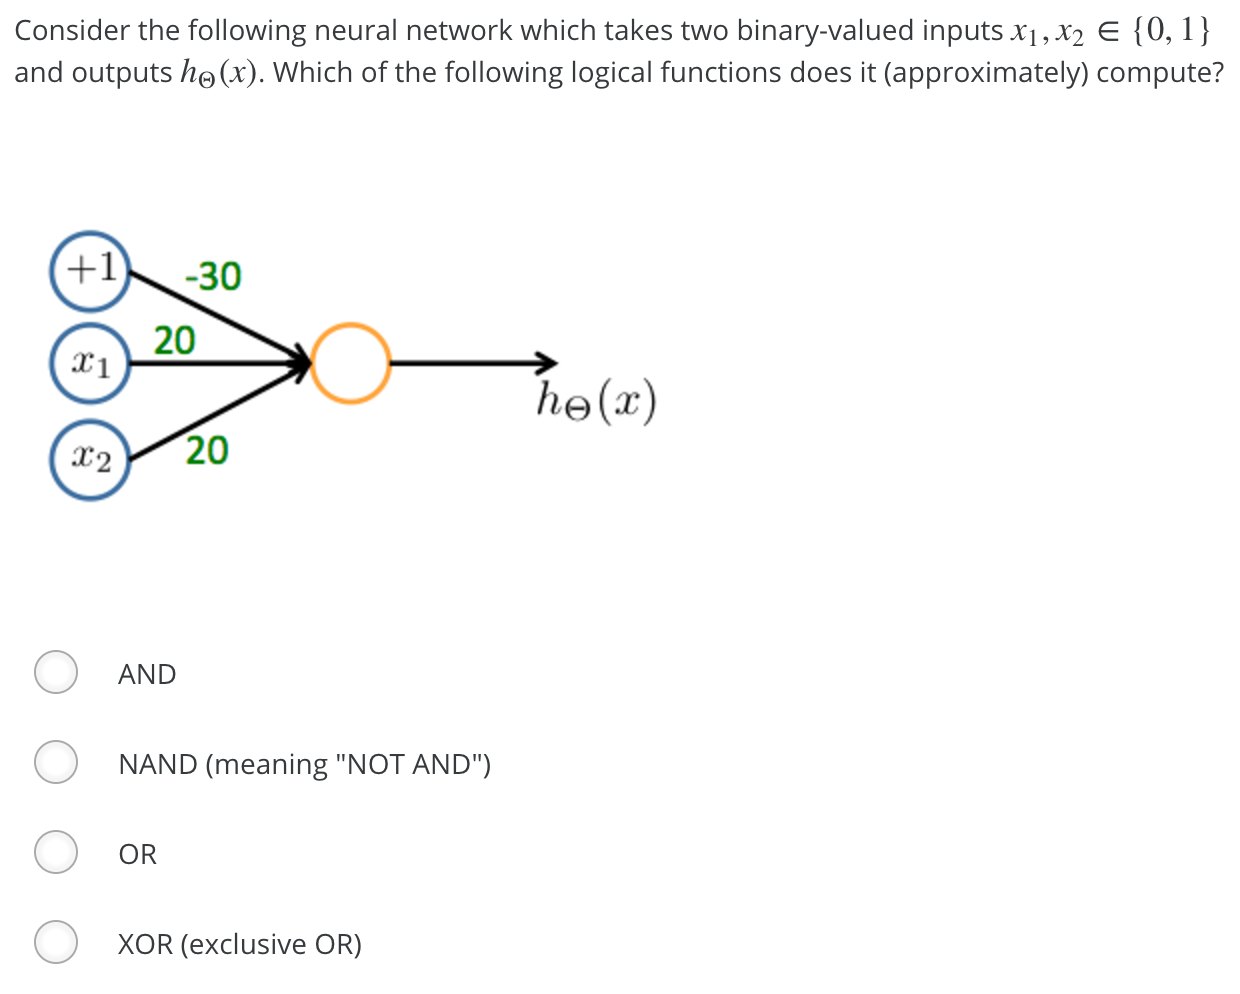 Consider the following neural network which takes two binary-valued inputs x₁, x₂ ∈ {0, 1}
and outputs h_Θ(x). Which of the following logical functions does it (approximately) compute?
+1
-30
20
x₁
h_Θ(x)
x₂
20
AND
NAND (meaning "NOT AND")
OR
XOR (exclusive OR)